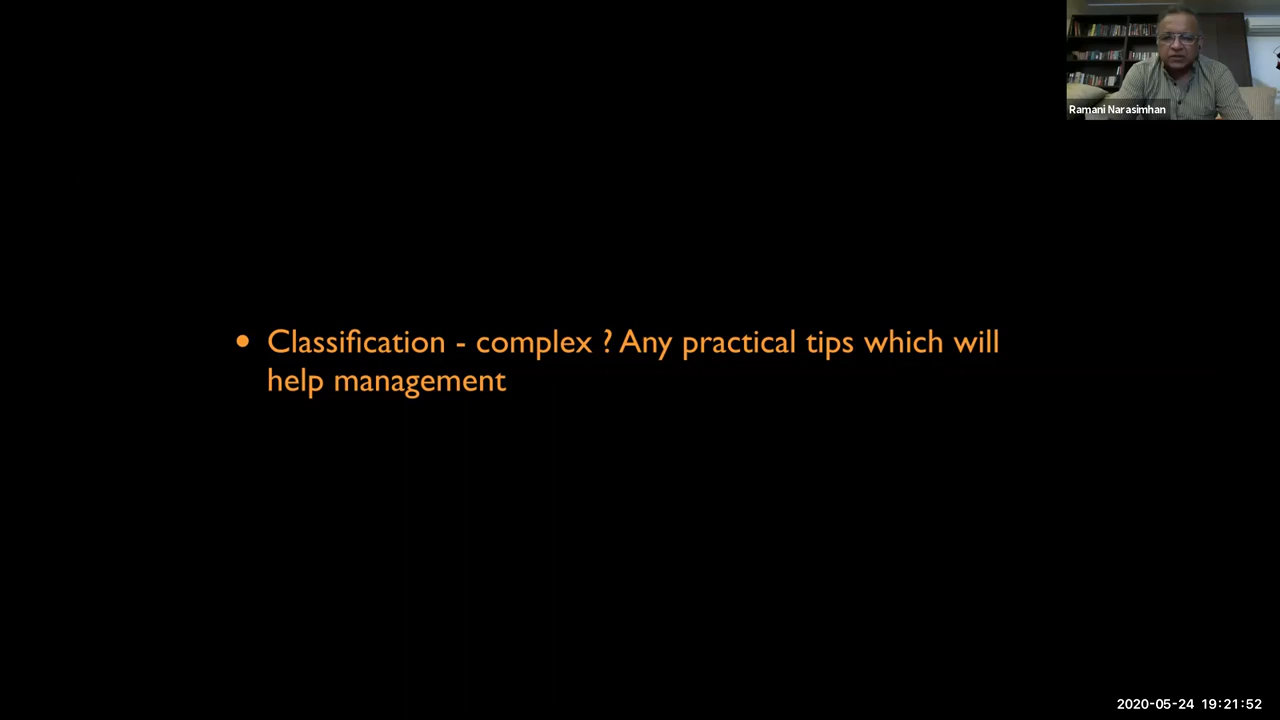 Ramani Narasimhan
• Classification - complex ? Any practical tips which will
help management
2020-05-24 19:21:52